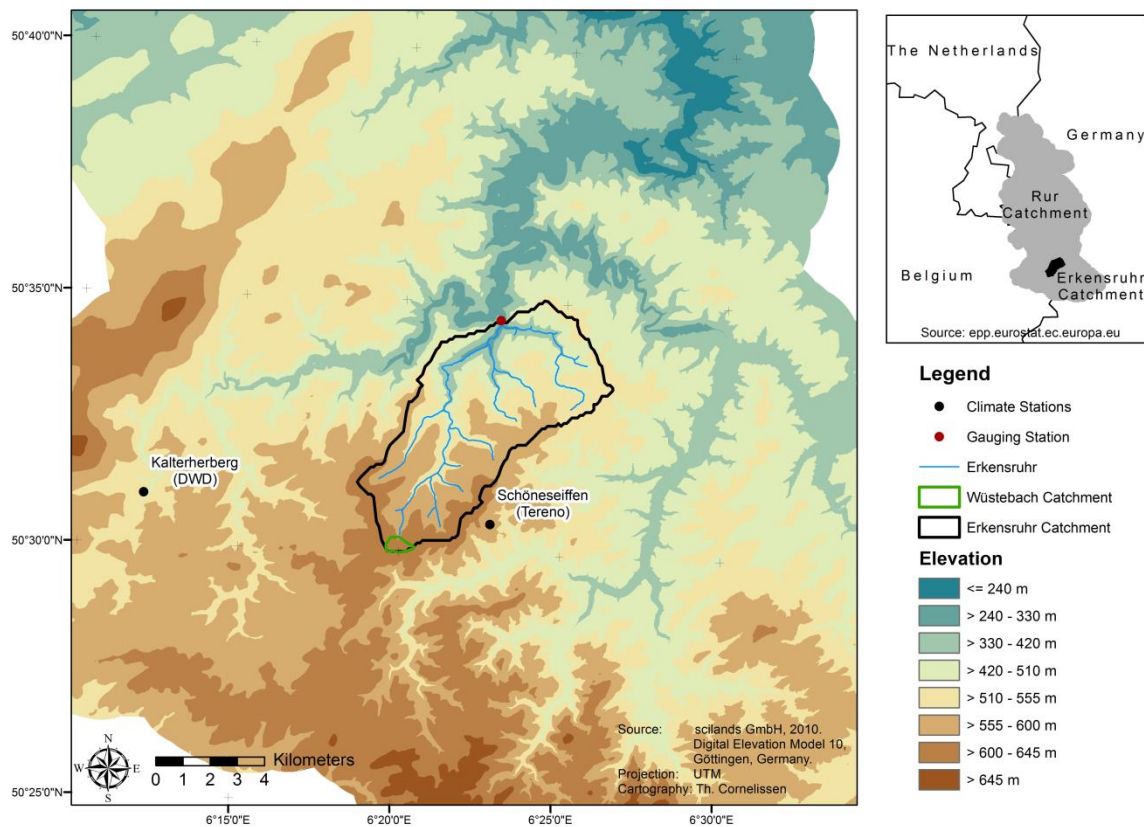 50°40'0"N
50°35'0"N
50°30'0"N
50°25'0"N
6°15'0"E
6°20'0"E
6°25'0"E
6°30'0"E
Kalterherberg
(DWD)
Schöneseiffen
(Tereno)
N
W
E
S
Kilometers
0 1 2 3 4
Source: scilands GmbH, 2010.
Digital Elevation Model 10,
Göttingen, Germany.
Projection: UTM
Cartography: Th. Cornelissen
The Netherlands
Germany
Rur
Catchment
Belgium
Erkensruhr
Catchment
Source: epp.eurostat.ec.europa.eu
Legend
Climate Stations
Gauging Station
Erkensruhr
Wüstebach Catchment
Erkensruhr Catchment
Elevation
<= 240 m
> 240 - 330 m
> 330 - 420 m
> 420 - 510 m
> 510 - 555 m
> 555 - 600 m
> 600 - 645 m
> 645 m